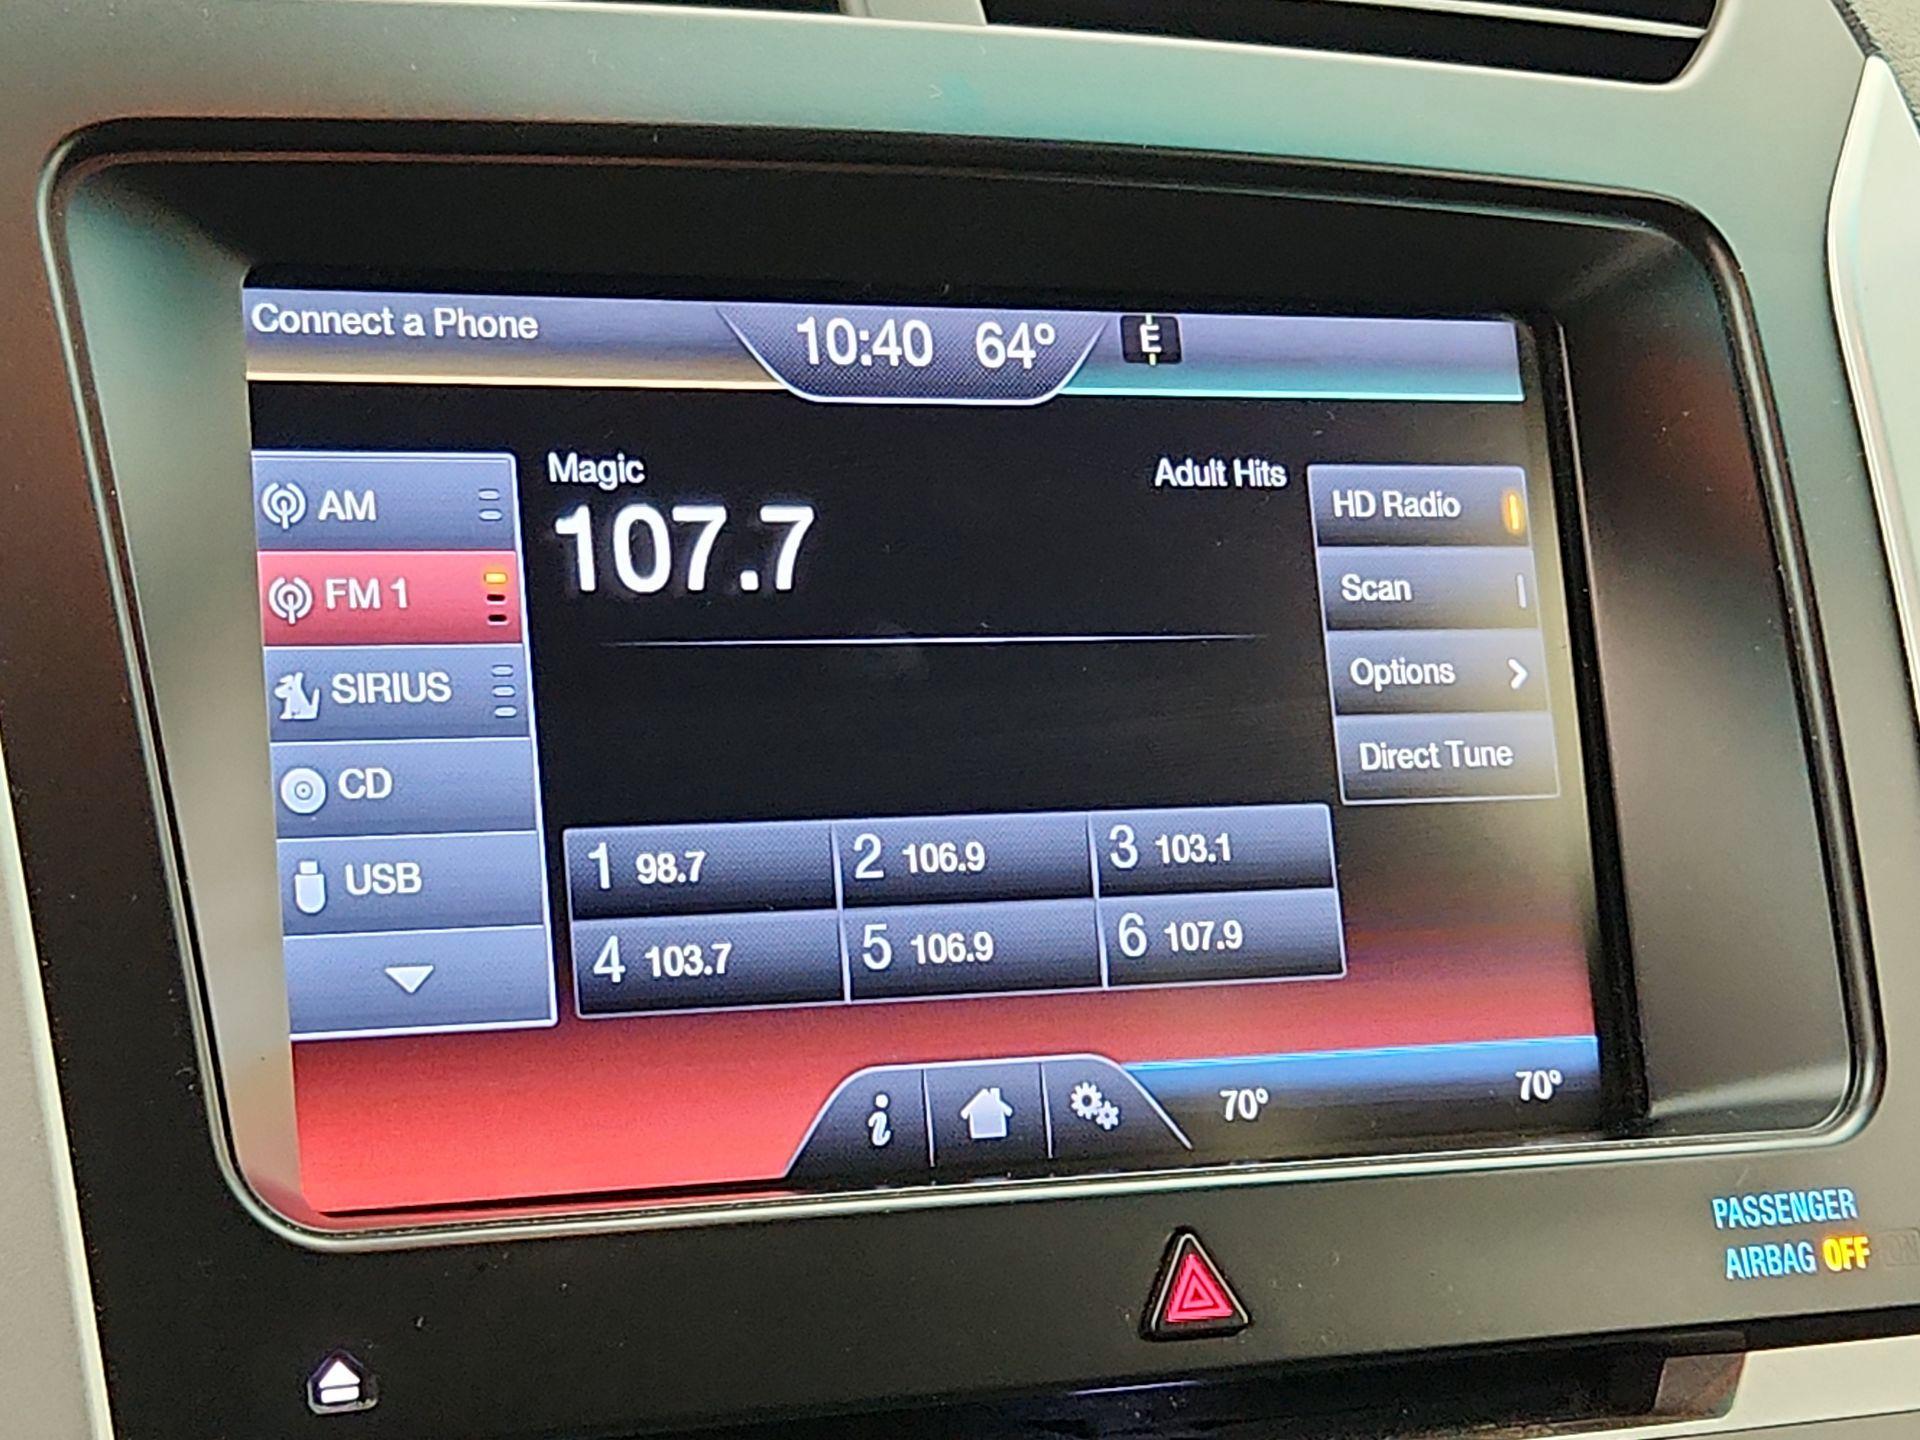 Connect a Phone
10:40 64°
E
AM
FM 1
SIRIUS
CD
USB
Magic
Adult Hits
107.7
HD Radio
Scan
Options
Direct Tune
1 98.7
2 106.9
3 103.1
4 103.7
5 106.9
6 107.9
i
70°
70°
PASSENGER
AIRBAG OFF ON